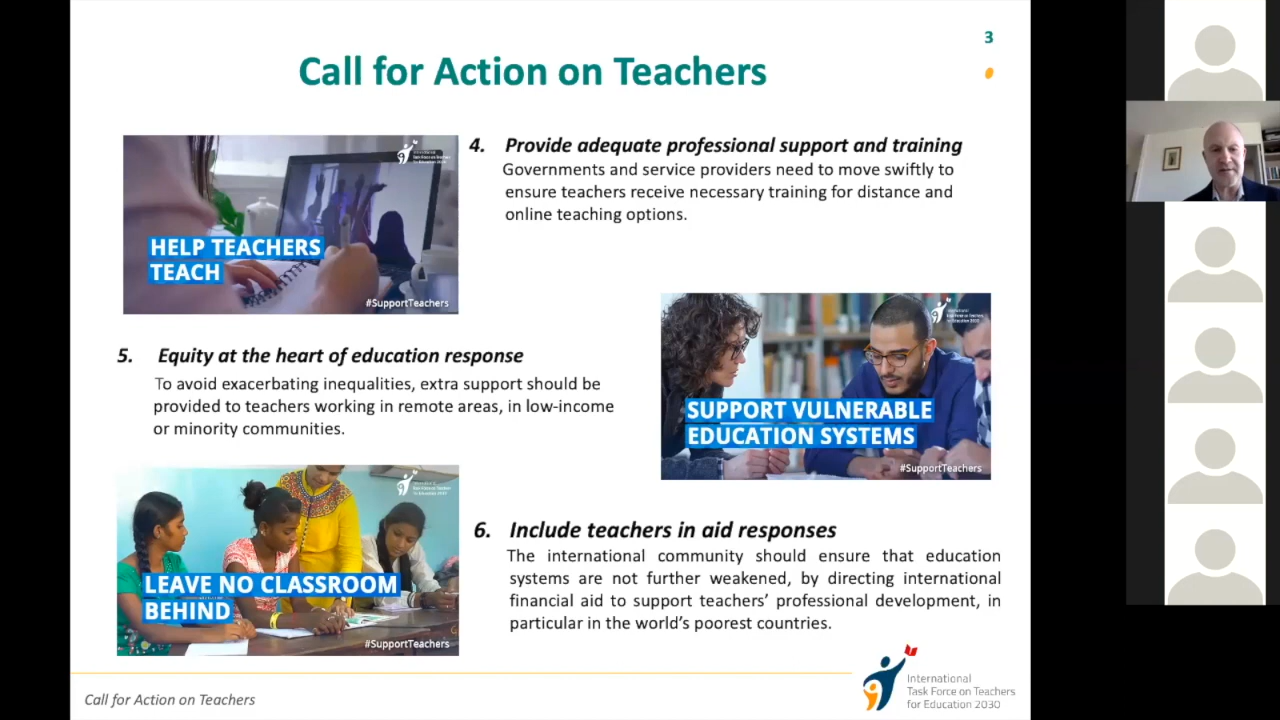 3
Call for Action on Teachers
HELP TEACHERS
TEACH
#SupportTeachers
4. Provide adequate professional support and training
Governments and service providers need to move swiftly to
ensure teachers receive necessary training for distance and
online teaching options.
5. Equity at the heart of education response
To avoid exacerbating inequalities, extra support should be
provided to teachers working in remote areas, in low-income
or minority communities.
SUPPORT VULNERABLE
EDUCATION SYSTEMS
#SupportTeachers
LEAVE NO CLASSROOM
BEHIND
#SupportTeachers
6. Include teachers in aid responses
The international community should ensure that education
systems are not further weakened, by directing international
financial aid to support teachers' professional development, in
particular in the world's poorest countries.
Call for Action on Teachers
International
Task Force on Teachers
for Education 2030